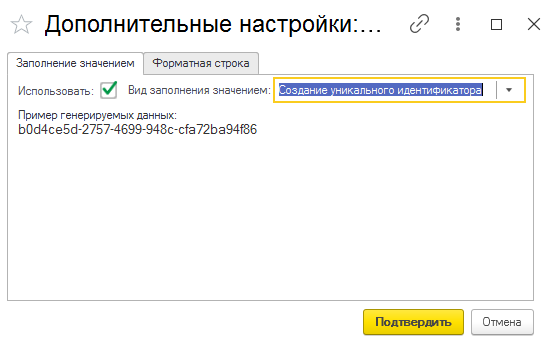 Дополнительные настройки:...
Заполнение значением Форматная строка
Использовать: Вид заполнения значением: Создание уникального идентификатора
Пример генерируемых данных:
b0d4ce5d-2757-4699-948c-cfa72ba94f86
Подтвердить Отмена